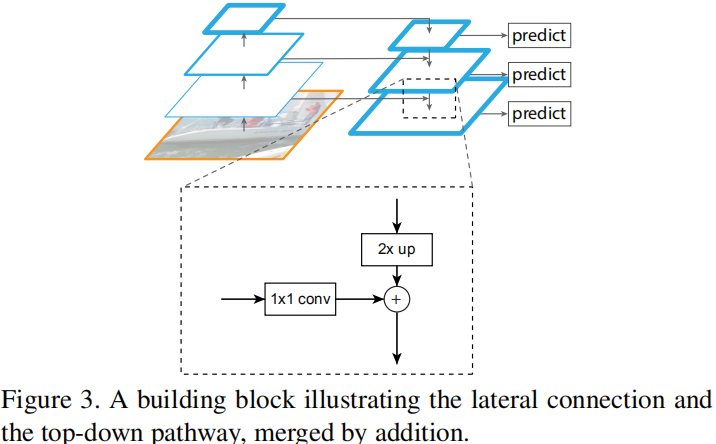 predict
predict
predict
2x up
1x1 conv
+
Figure 3. A building block illustrating the lateral connection and
the top-down pathway, merged by addition.